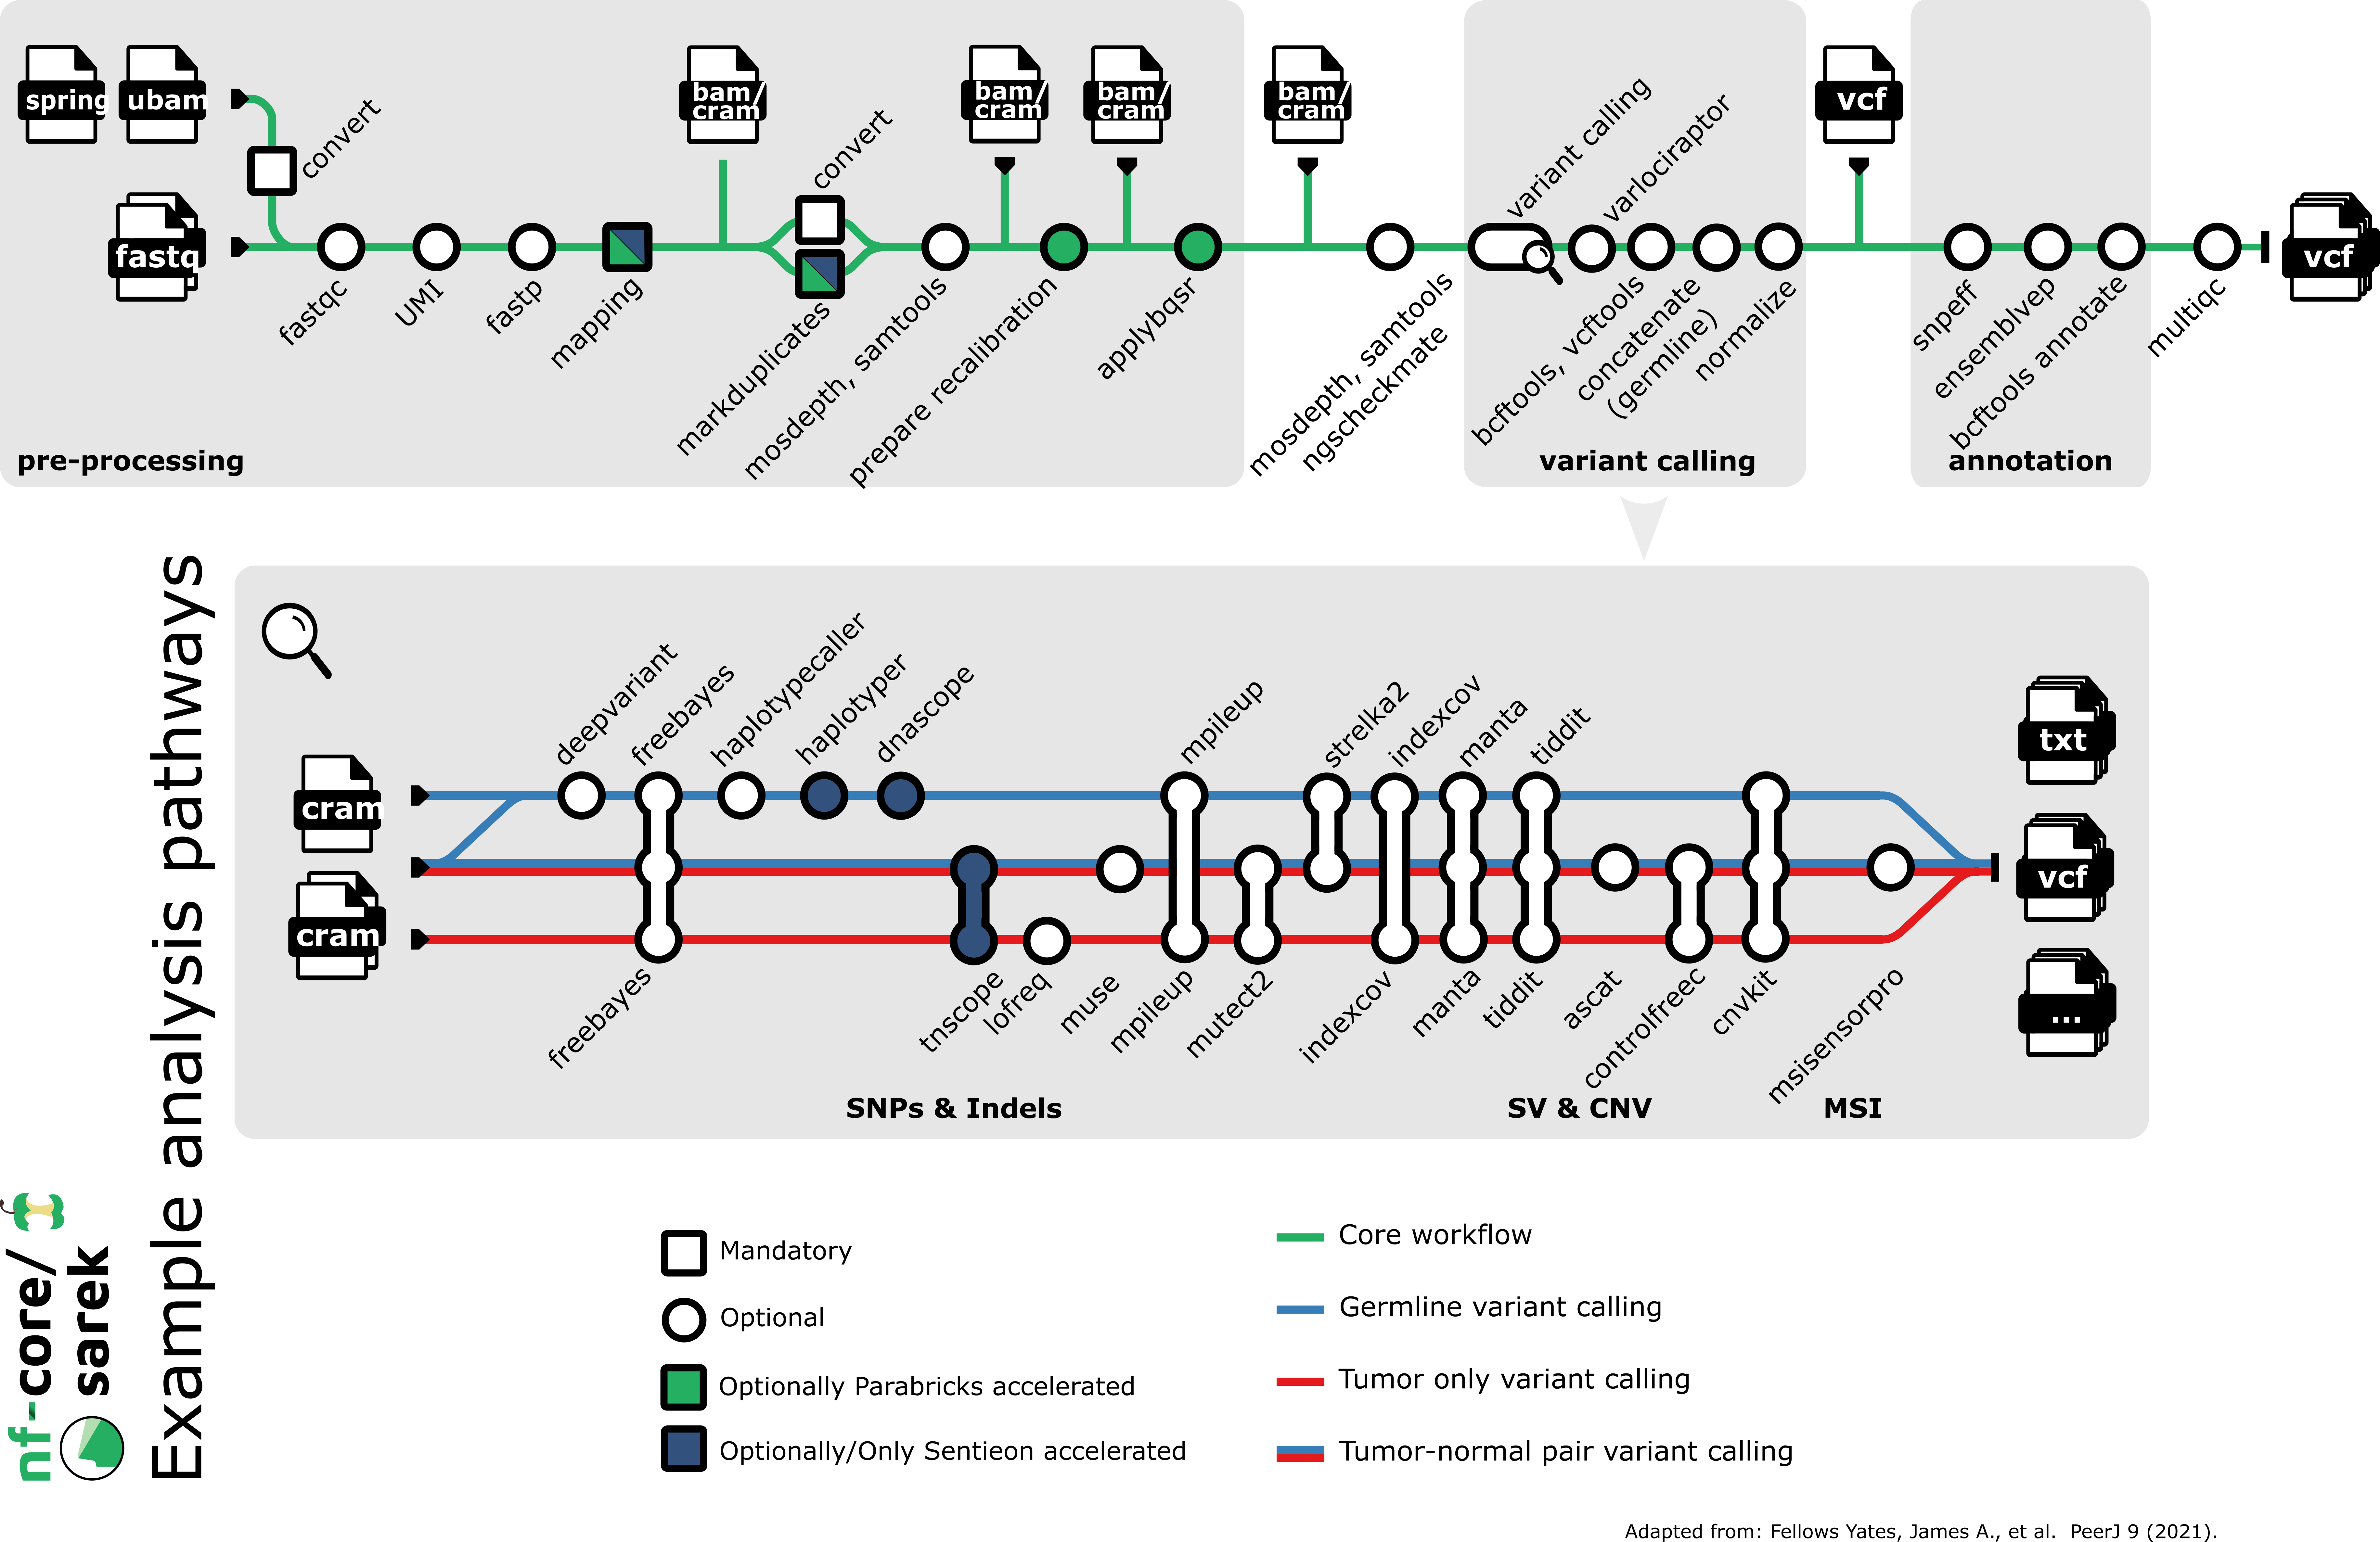 spring
ubam
convert
fastq
bam/
cram
convert
bam/
cram
bam/
cram
bam/
cram
variant calling
varlociraptor
vcf
vcf
fastqc
UMI
fastp
mapping
markduplicates
mosdepth, samtools
prepare recalibration
applybqsr
mosdepth, samtools
ngscheckmate
bcftools, vcftools
concatenate
(germline)
normalize
snpeff
ensemblvep
bcftools annotate
multiqc
pre-processing
variant calling
annotation
Example analysis pathways
deepvariant
freebayes
haplotypecaller
haplotyper
dnascope
mpileup
strelka2
indexcov
manta
tiddit
cram
cram
txt
vcf
...
freebayes
tnscope
lofreq
muse
mpileup
mutect2
indexcov
manta
tiddit
ascat
controlfreec
cnvkit
msisensorpro
SNPs & Indels
SV & CNV
MSI
nf-core/
sarek
Mandatory
Optional
Optionally Parabricks accelerated
Optionally/Only Sentieon accelerated
Core workflow
Germline variant calling
Tumor only variant calling
Tumor-normal pair variant calling
Adapted from: Fellows Yates, James A., et al. PeerJ 9 (2021).